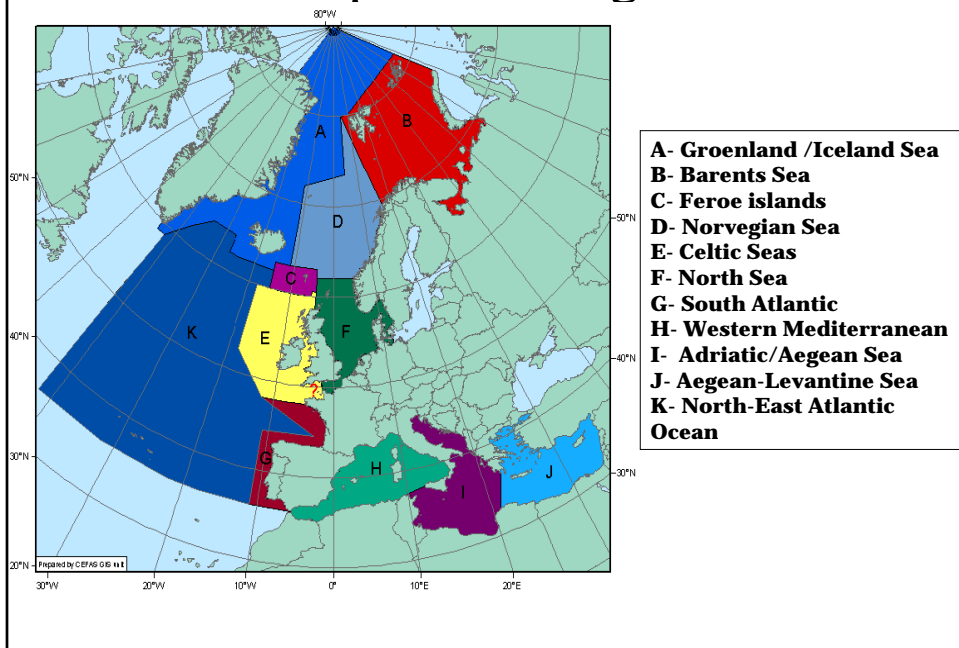 80°W
A
B
50°N
50°N
D
C
K
E
F
40°N
40°N
?
G
H
I
J
30°N
30°N
Prepared by CEFAS GIS unit
20°N
30°W
20°W
10°W
0°
10°E
20°E
A- Groenland /Iceland Sea
B- Barents Sea
C- Feroe islands
D- Norvegian Sea
E- Celtic Seas
F- North Sea
G- South Atlantic
H- Western Mediterranean
I- Adriatic/Aegean Sea
J- Aegean-Levantine Sea
K- North-East Atlantic
Ocean